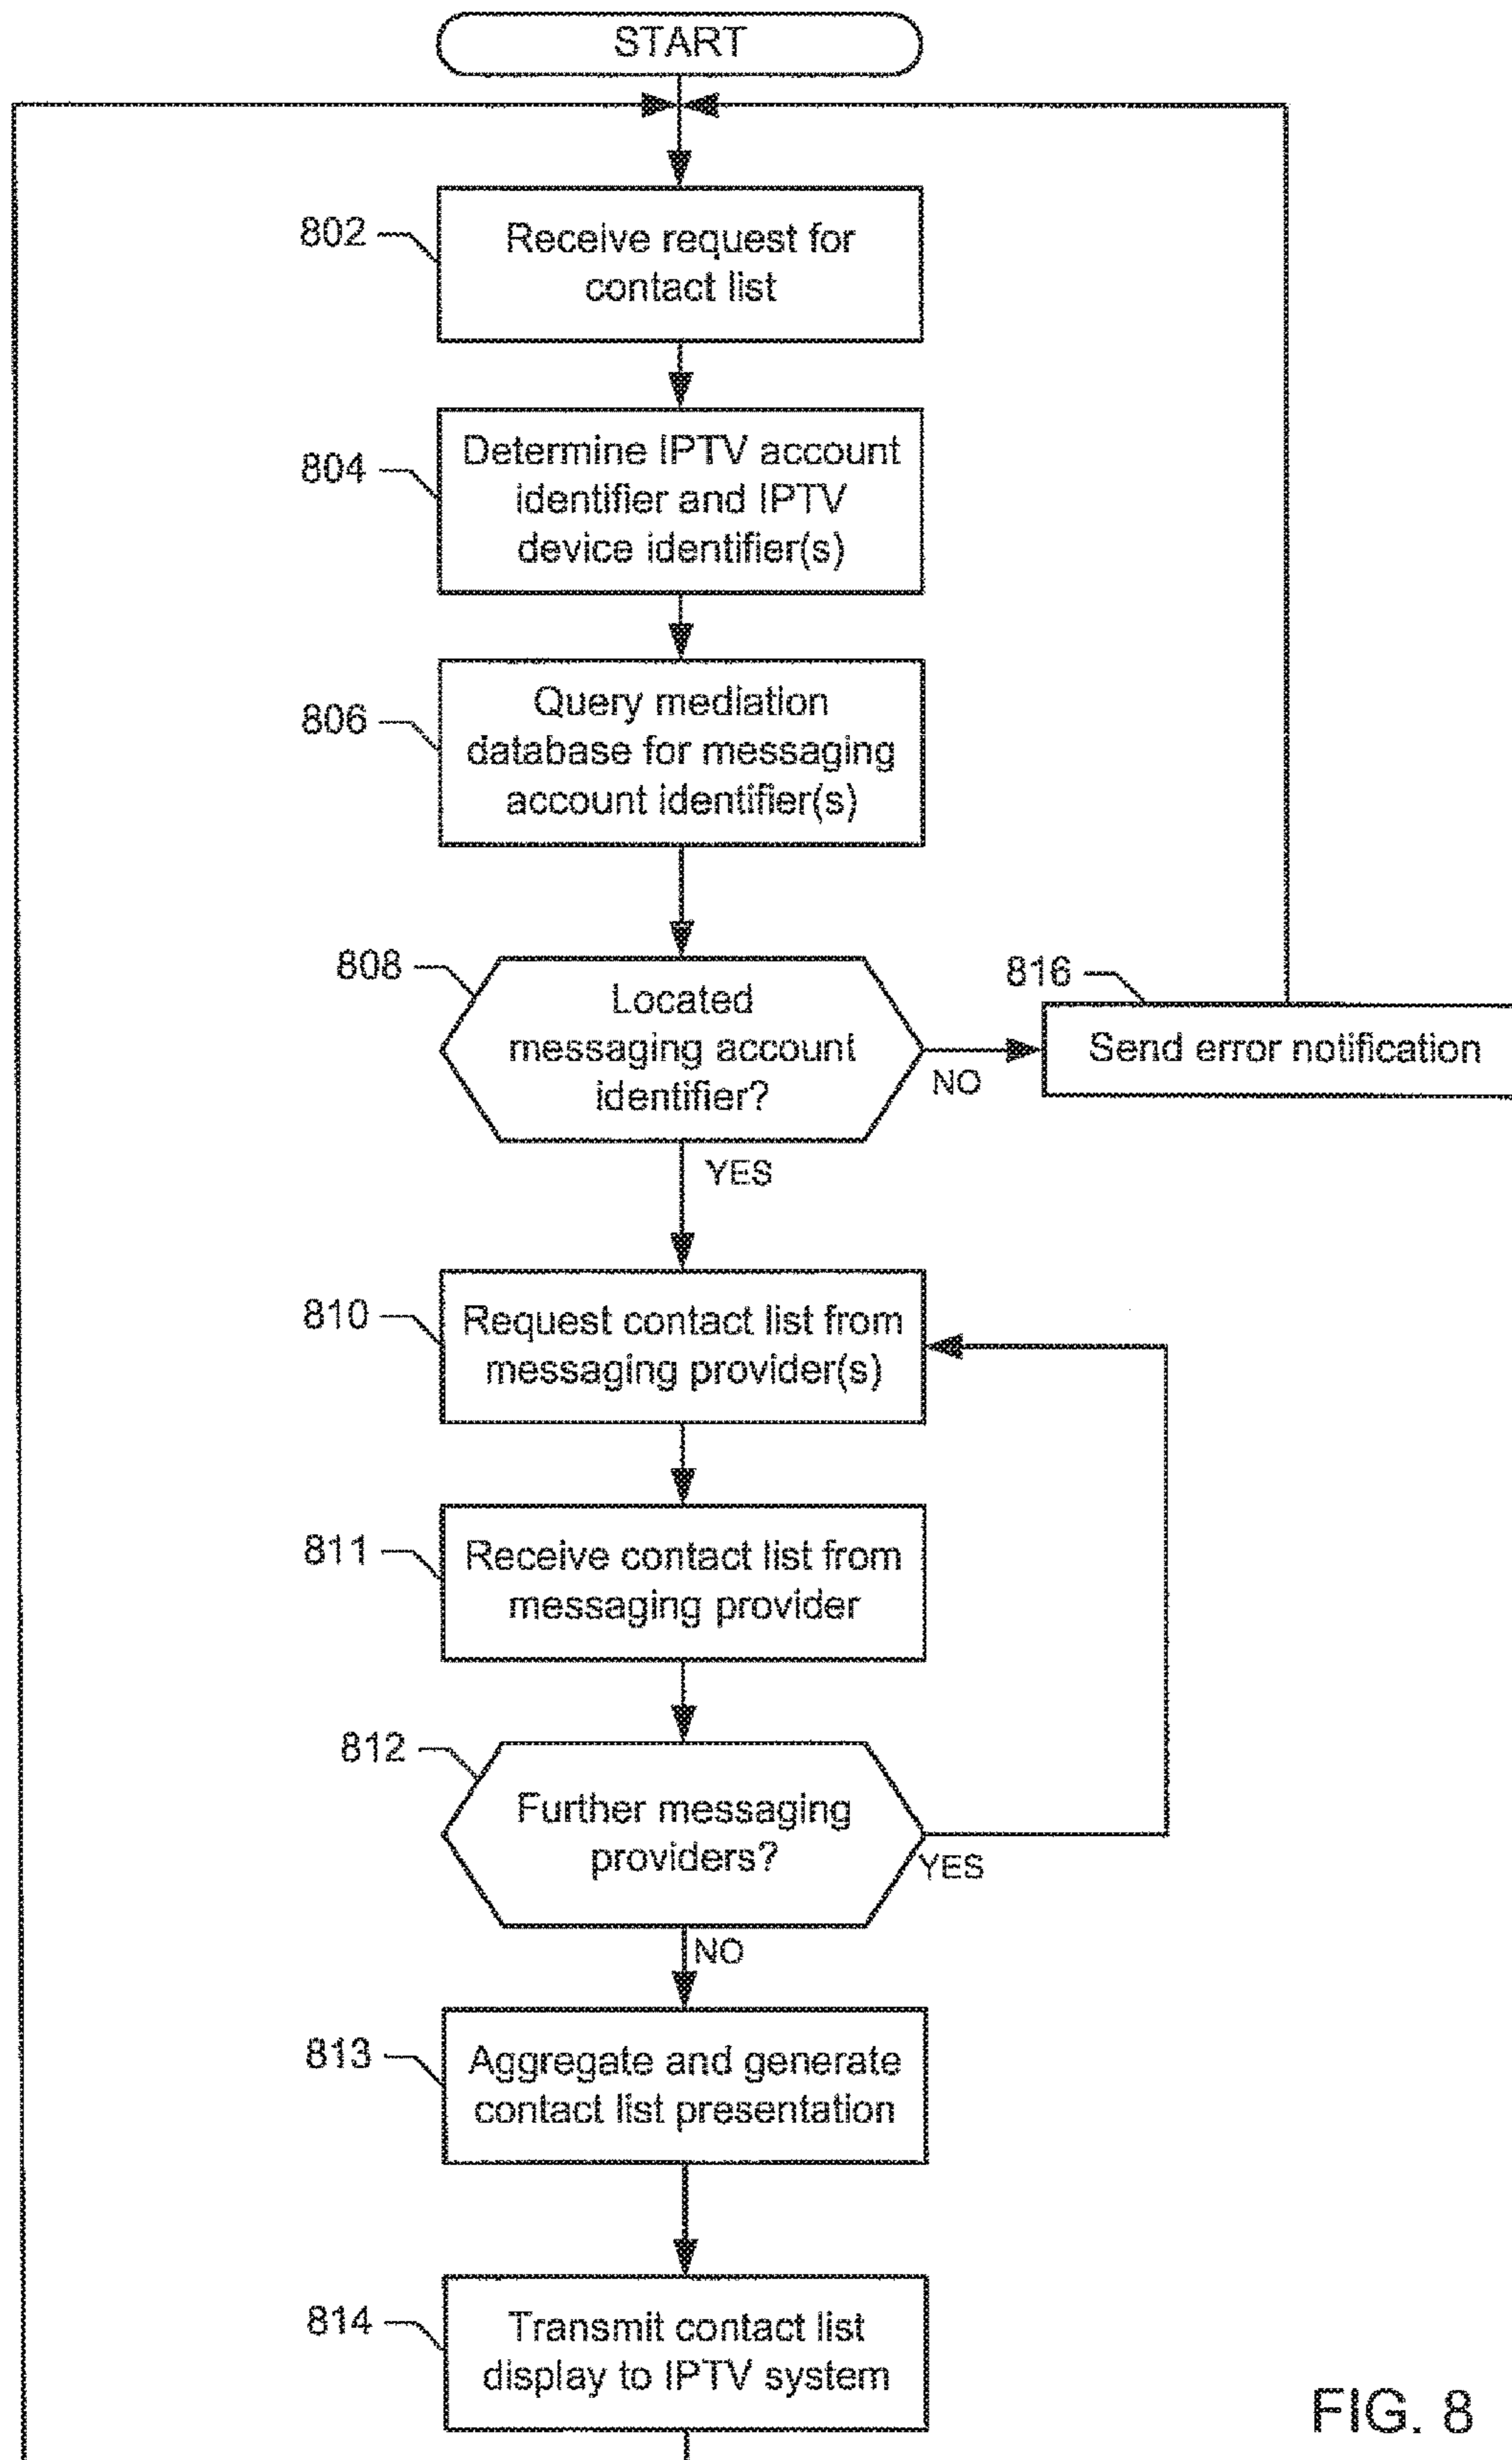 START
802
Receive request for
contact list
804
Determine IPTV account
identifier and IPTV
device identifier(s)
806
Query mediation
database for messaging
account identifier(s)
808
Located
messaging account
identifier?
NO
816
Send error notification
YES
810
Request contact list from
messaging provider(s)
811
Receive contact list from
messaging provider
812
Further messaging
providers?
YES
NO
813
Aggregate and generate
contact list presentation
814
Transmit contact list
display to IPTV system
FIG. 8